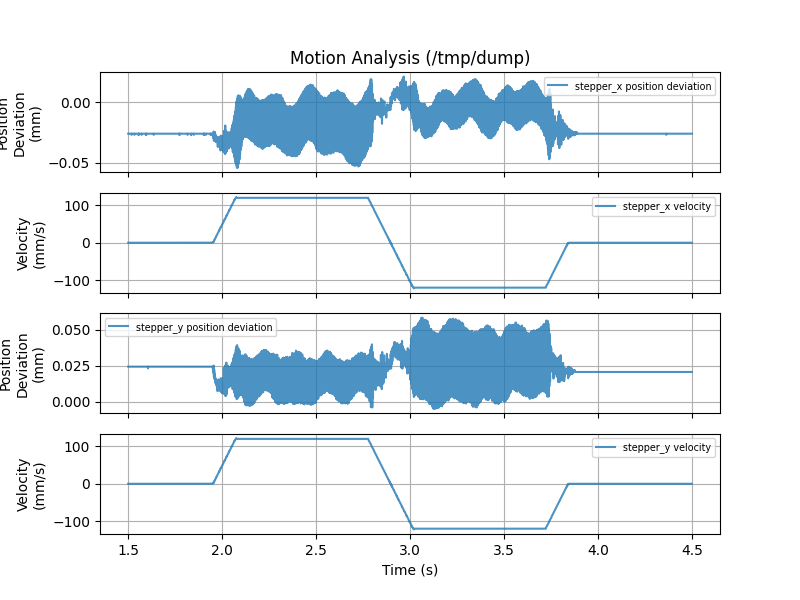 Motion Analysis (/tmp/dump)
Position
Deviation
(mm)
0.00
−0.05
stepper_x position deviation
Velocity
(mm/s)
100
0
−100
stepper_x velocity
Position
Deviation
(mm)
0.050
0.025
0.000
stepper_y position deviation
Velocity
(mm/s)
100
0
−100
stepper_y velocity
1.5 2.0 2.5 3.0 3.5 4.0 4.5
Time (s)